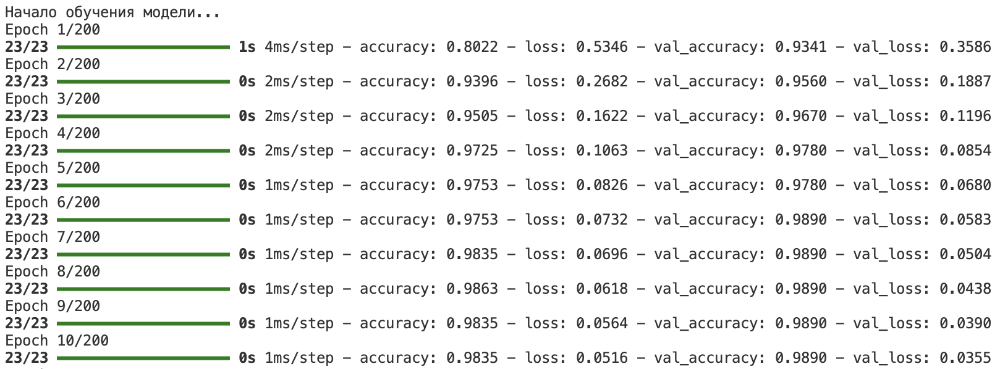 Начало обучения модели...
Epoch 1/200
23/23 1s 4ms/step - accuracy: 0.8022 - loss: 0.5346 - val_accuracy: 0.9341 - val_loss: 0.3586
Epoch 2/200
23/23 0s 2ms/step - accuracy: 0.9396 - loss: 0.2682 - val_accuracy: 0.9560 - val_loss: 0.1887
Epoch 3/200
23/23 0s 2ms/step - accuracy: 0.9505 - loss: 0.1622 - val_accuracy: 0.9670 - val_loss: 0.1196
Epoch 4/200
23/23 0s 2ms/step - accuracy: 0.9725 - loss: 0.1063 - val_accuracy: 0.9780 - val_loss: 0.0854
Epoch 5/200
23/23 0s 1ms/step - accuracy: 0.9753 - loss: 0.0826 - val_accuracy: 0.9780 - val_loss: 0.0680
Epoch 6/200
23/23 0s 1ms/step - accuracy: 0.9753 - loss: 0.0732 - val_accuracy: 0.9890 - val_loss: 0.0583
Epoch 7/200
23/23 0s 1ms/step - accuracy: 0.9835 - loss: 0.0696 - val_accuracy: 0.9890 - val_loss: 0.0504
Epoch 8/200
23/23 0s 1ms/step - accuracy: 0.9863 - loss: 0.0618 - val_accuracy: 0.9890 - val_loss: 0.0438
Epoch 9/200
23/23 0s 1ms/step - accuracy: 0.9835 - loss: 0.0564 - val_accuracy: 0.9890 - val_loss: 0.0390
Epoch 10/200
23/23 0s 1ms/step - accuracy: 0.9835 - loss: 0.0516 - val_accuracy: 0.9890 - val_loss: 0.0355